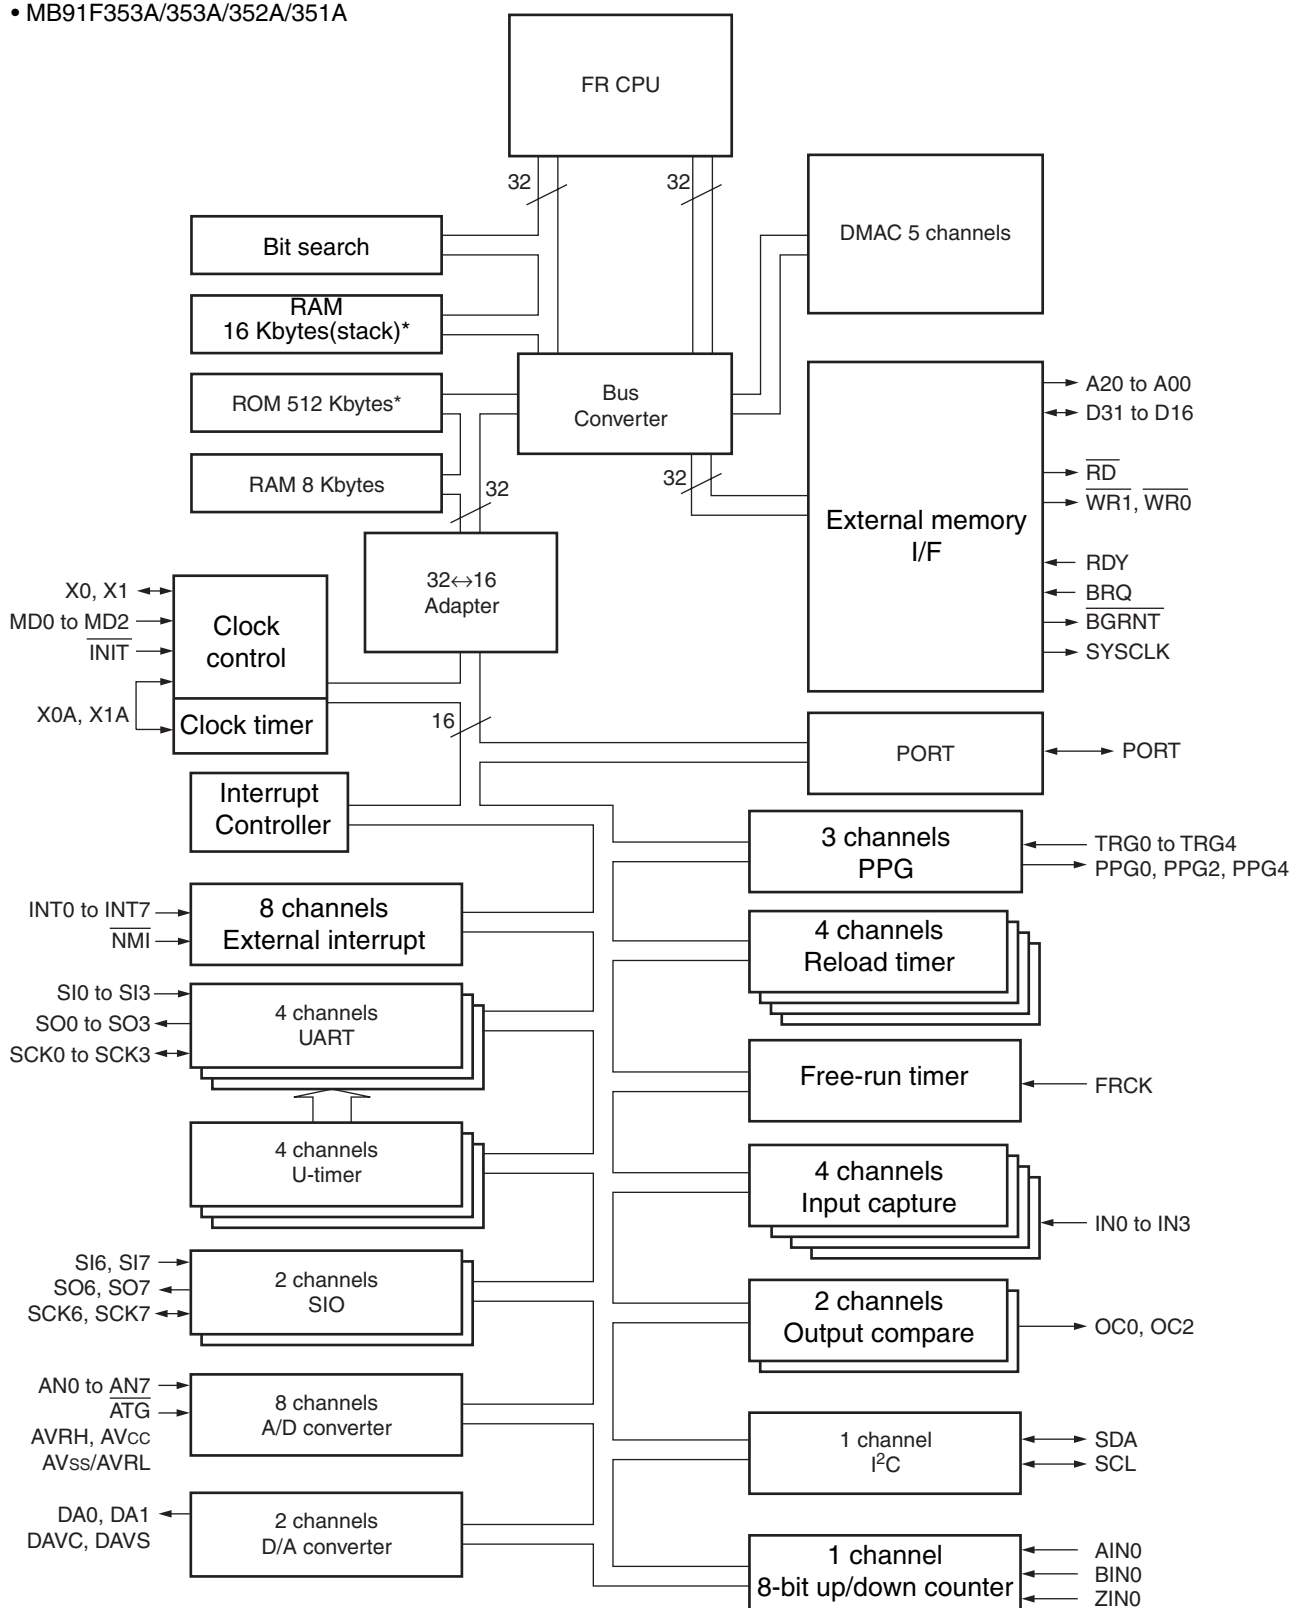 • MB91F353A/353A/352A/351A
FR CPU
32
32
DMAC 5 channels
Bit search
RAM
16 Kbytes(stack)*
ROM 512 Kbytes*
Bus
Converter
RAM 8 Kbytes
32
32
External memory
I/F
A20 to A00
D31 to D16
RD
WR1, WR0
RDY
BRQ
BGRNT
SYSCLK
32↔16
Adapter
X0, X1
MD0 to MD2
INIT
X0A, X1A
Clock
control
Clock timer
16
PORT
PORT
Interrupt
Controller
3 channels
PPG
TRG0 to TRG4
PPG0, PPG2, PPG4
INT0 to INT7
NMI
8 channels
External interrupt
4 channels
Reload timer
SI0 to SI3
SO0 to SO3
SCK0 to SCK3
4 channels
UART
Free-run timer
FRCK
4 channels
U-timer
4 channels
Input capture
IN0 to IN3
SI6, SI7
SO6, SO7
SCK6, SCK7
2 channels
SIO
2 channels
Output compare
OC0, OC2
AN0 to AN7
ATG
AVRH, AVCC
AVSS/AVRL
8 channels
A/D converter
1 channel
I²C
SDA
SCL
DA0, DA1
DAVC, DAVS
2 channels
D/A converter
1 channel
8-bit up/down counter
AIN0
BIN0
ZIN0